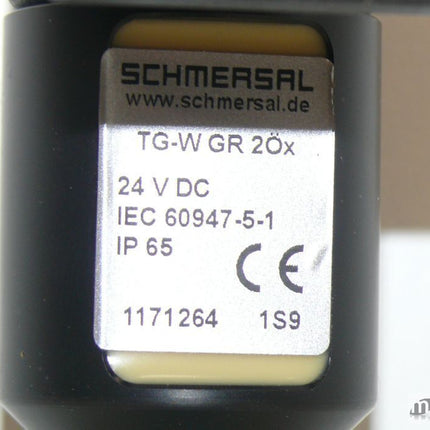 SCHMERSAL
www.schmersal.de
TG-W GR 2Öx
24 V DC
IEC 60947-5-1
IP 65
CE
1171264 1S9